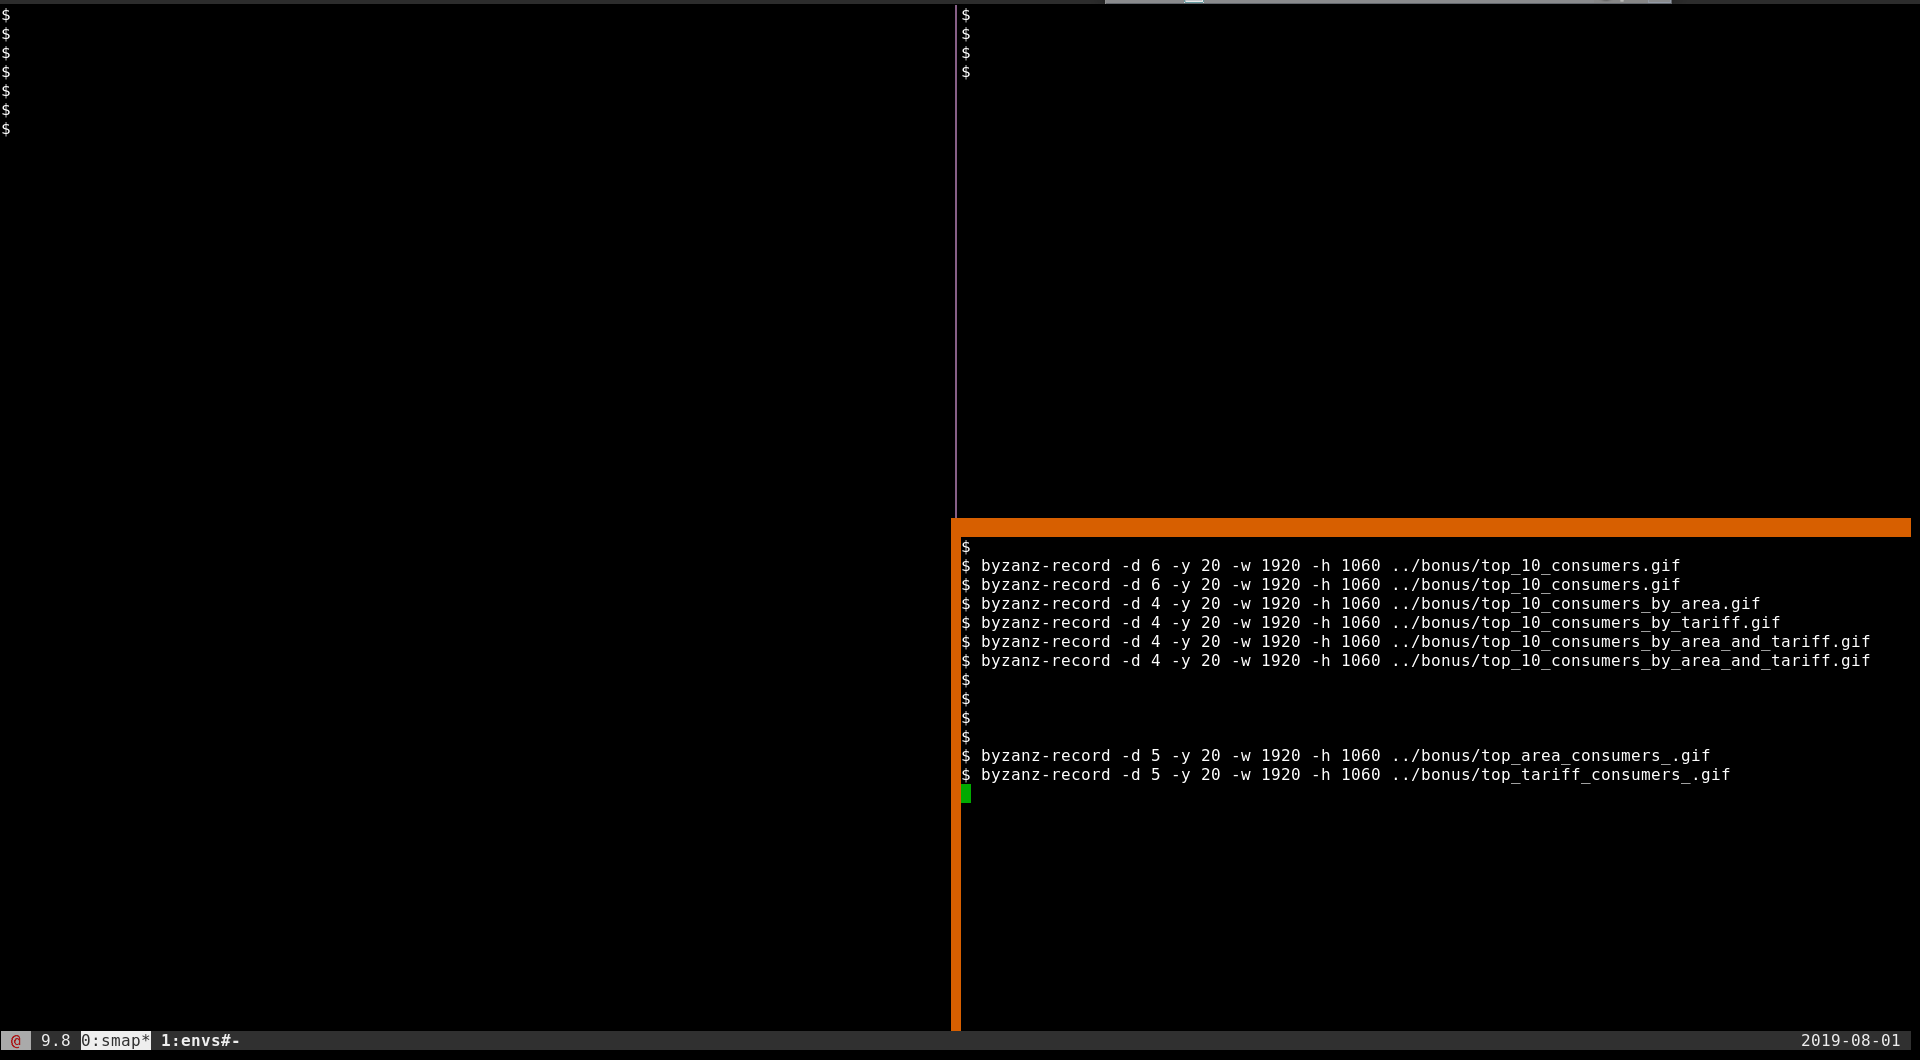 $
$
$
$
$
$
$
$
$
$
$
$
$ byzanz-record -d 6 -y 20 -w 1920 -h 1060 ../bonus/top_10_consumers.gif
$ byzanz-record -d 6 -y 20 -w 1920 -h 1060 ../bonus/top_10_consumers.gif
$ byzanz-record -d 4 -y 20 -w 1920 -h 1060 ../bonus/top_10_consumers_by_area.gif
$ byzanz-record -d 4 -y 20 -w 1920 -h 1060 ../bonus/top_10_consumers_by_tariff.gif
$ byzanz-record -d 4 -y 20 -w 1920 -h 1060 ../bonus/top_10_consumers_by_area_and_tariff.gif
$ byzanz-record -d 4 -y 20 -w 1920 -h 1060 ../bonus/top_10_consumers_by_area_and_tariff.gif
$
$
$
$
$ byzanz-record -d 5 -y 20 -w 1920 -h 1060 ../bonus/top_area_consumers_.gif
$ byzanz-record -d 5 -y 20 -w 1920 -h 1060 ../bonus/top_tariff_consumers_.gif
@ 9.8 0:smap* 1:envs#- 2019-08-01